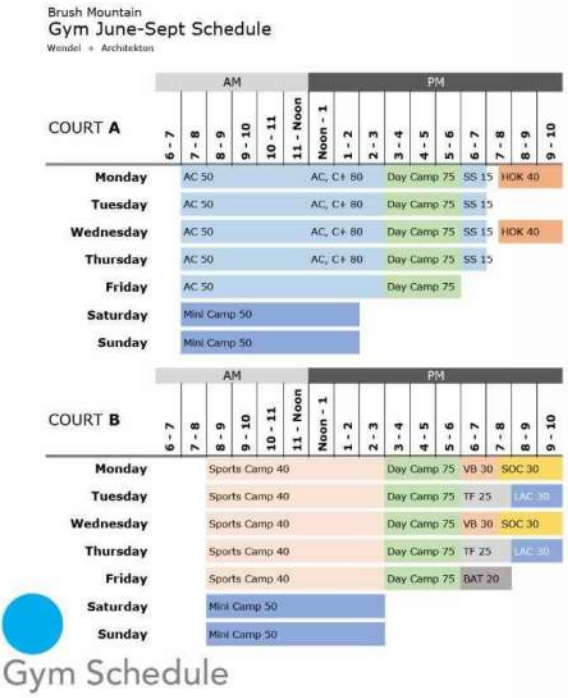 Brush Mountain
Gym June-Sept Schedule
Wendel + Architekton
AM PM
COURT A 6 - 7 7 - 8 8 - 9 9 - 10 10 - 11 11 - Noon Noon - 1 1 - 2 2 - 3 3 - 4 4 - 5 5 - 6 6 - 7 7 - 8 8 - 9 9 - 10
Monday AC 50 AC, C+ 80 Day Camp 75 SS 15 HOK 40
Tuesday AC 50 AC, C+ 80 Day Camp 75 SS 15
Wednesday AC 50 AC, C+ 80 Day Camp 75 SS 15 HOK 40
Thursday AC 50 AC, C+ 80 Day Camp 75 SS 15
Friday AC 50 Day Camp 75
Saturday Mini Camp 50
Sunday Mini Camp 50
AM PM
COURT B 6 - 7 7 - 8 8 - 9 9 - 10 10 - 11 11 - Noon Noon - 1 1 - 2 2 - 3 3 - 4 4 - 5 5 - 6 6 - 7 7 - 8 8 - 9 9 - 10
Monday Sports Camp 40 Day Camp 75 VB 30 SOC 30
Tuesday Sports Camp 40 Day Camp 75 TF 25 LAC 30
Wednesday Sports Camp 40 Day Camp 75 VB 30 SOC 30
Thursday Sports Camp 40 Day Camp 75 TF 25 LAC 30
Friday Sports Camp 40 Day Camp 75 BAT 20
Saturday Mini Camp 50
Sunday Mini Camp 50
Gym Schedule